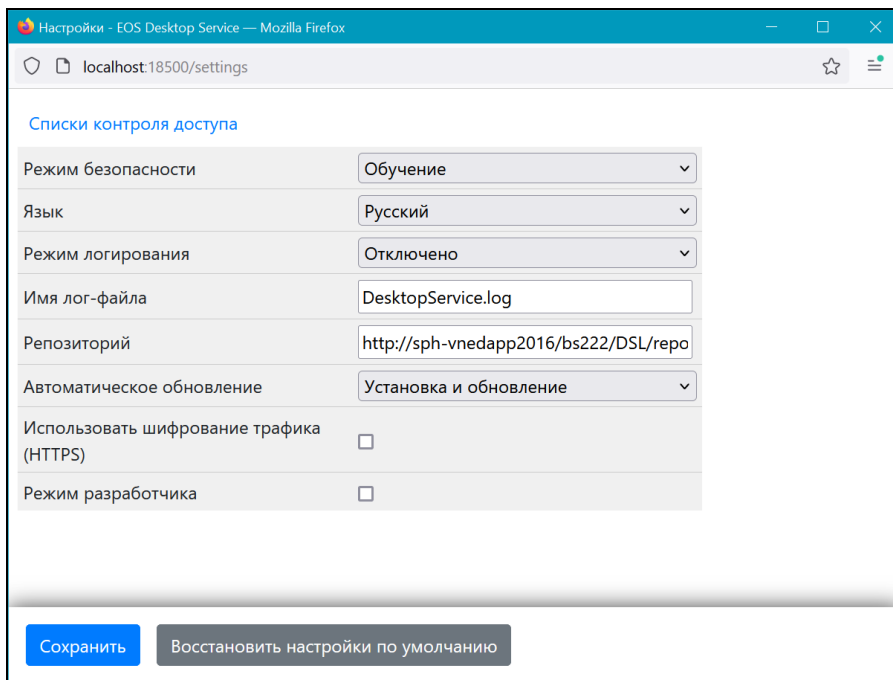 Настройки - EOS Desktop Service — Mozilla Firefox
localhost:18500/settings
Списки контроля доступа
Режим безопасности Обучение
Язык Русский
Режим логирования Отключено
Имя лог-файла DesktopService.log
Репозиторий http://sph-vnedapp2016/bs222/DSL/repo
Автоматическое обновление Установка и обновление
Использовать шифрование трафика
(HTTPS)
Режим разработчика
Сохранить Восстановить настройки по умолчанию